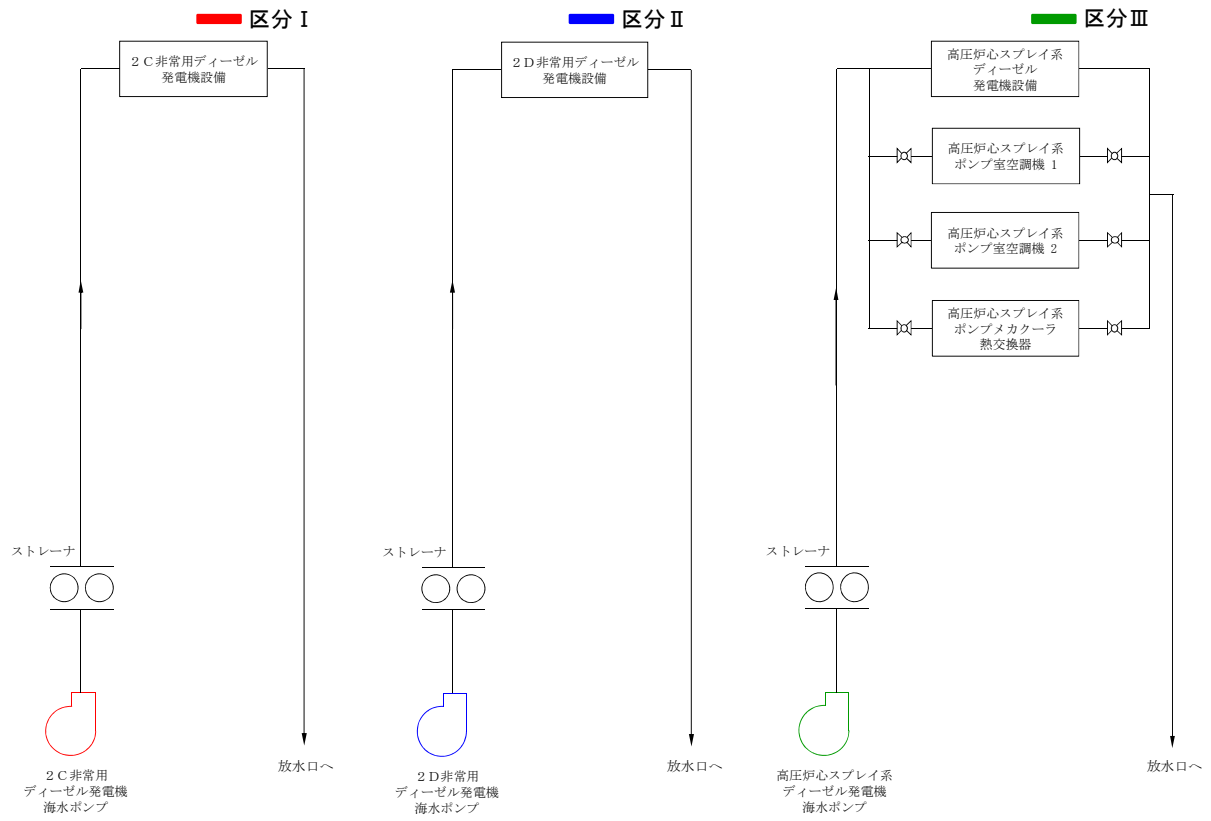 区分Ⅰ
２Ｃ非常用ディーゼル
発電機設備
ストレーナ
２Ｃ非常用
ディーゼル発電機
海水ポンプ
放水口へ
区分Ⅱ
２Ｄ非常用ディーゼル
発電機設備
ストレーナ
２Ｄ非常用
ディーゼル発電機
海水ポンプ
放水口へ
区分Ⅲ
高圧炉心スプレイ系
ディーゼル
発電機設備
高圧炉心スプレイ系
ポンプ室空調機 1
高圧炉心スプレイ系
ポンプ室空調機 2
高圧炉心スプレイ系
ポンプメカクーラ
熱交換器
ストレーナ
高圧炉心スプレイ系
ディーゼル発電機
海水ポンプ
放水口へ